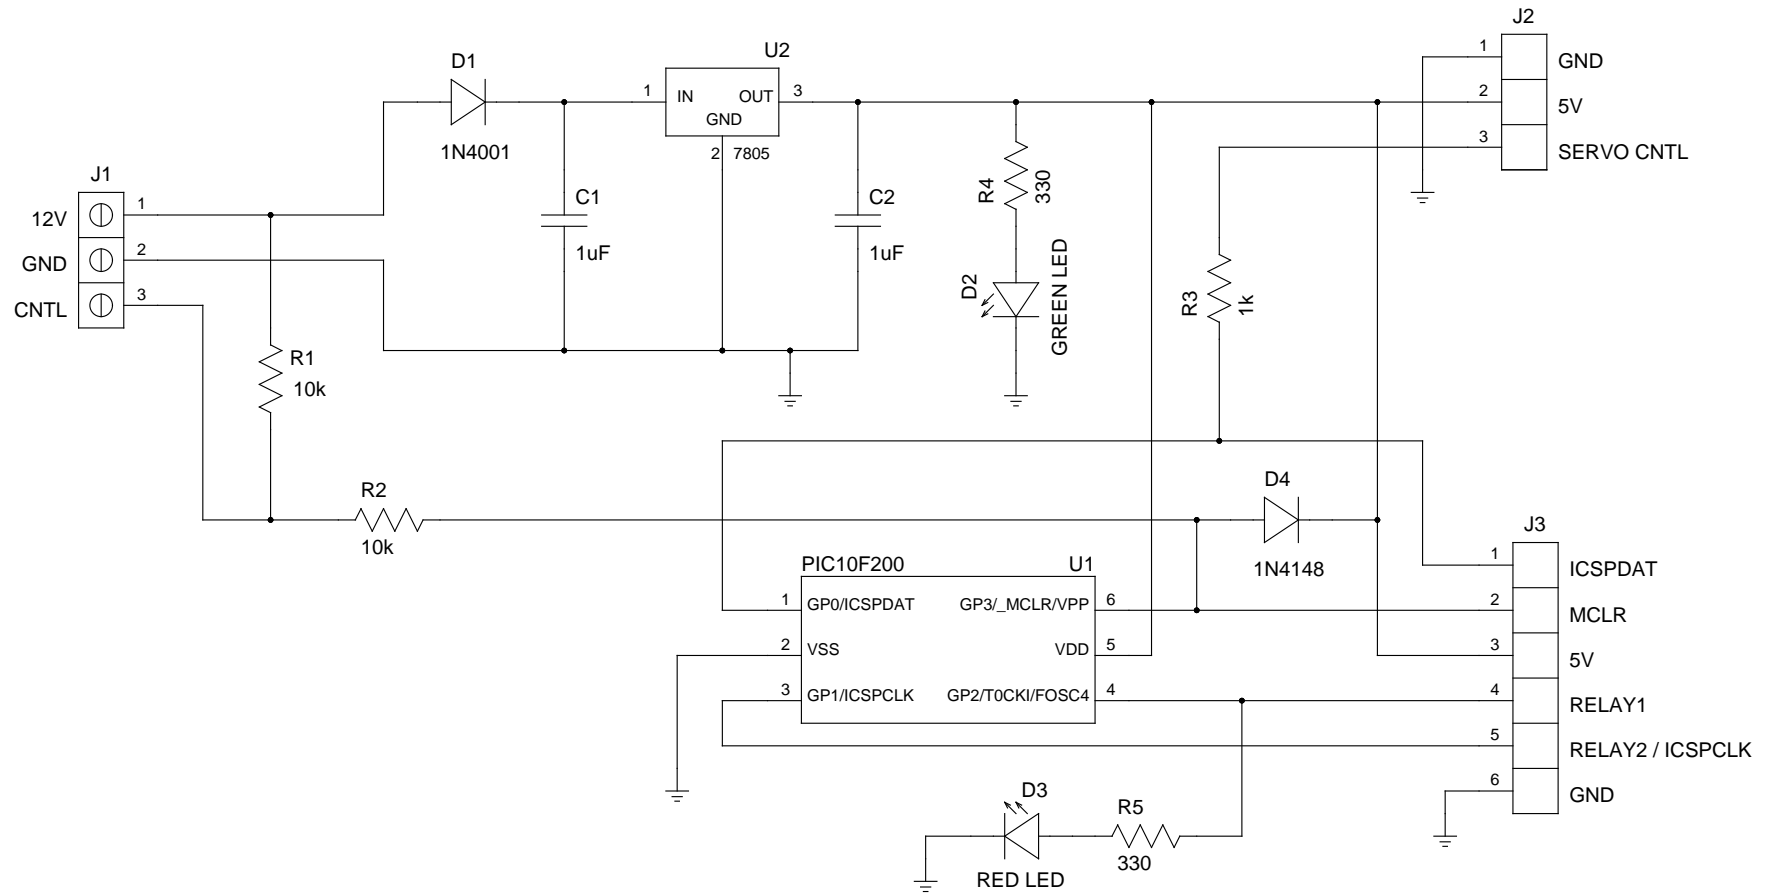 J2
1
GND
2
5V
3
SERVO CNTL
D1
1N4001
U2
1
IN
OUT
3
GND
2
7805
J1
12V
1
GND
2
CNTL
3
C1
1uF
C2
1uF
R4
330
D2
GREEN LED
R3
1k
R1
10k
R2
10k
D4
1N4148
PIC10F200
U1
1
GP0/ICSPDAT
GP3/_MCLR/VPP
6
2
VSS
VDD
5
3
GP1/ICSPCLK
GP2/T0CKI/FOSC4
4
J3
1
ICSPDAT
2
MCLR
3
5V
4
RELAY1
5
RELAY2 / ICSPCLK
6
GND
D3
RED LED
R5
330